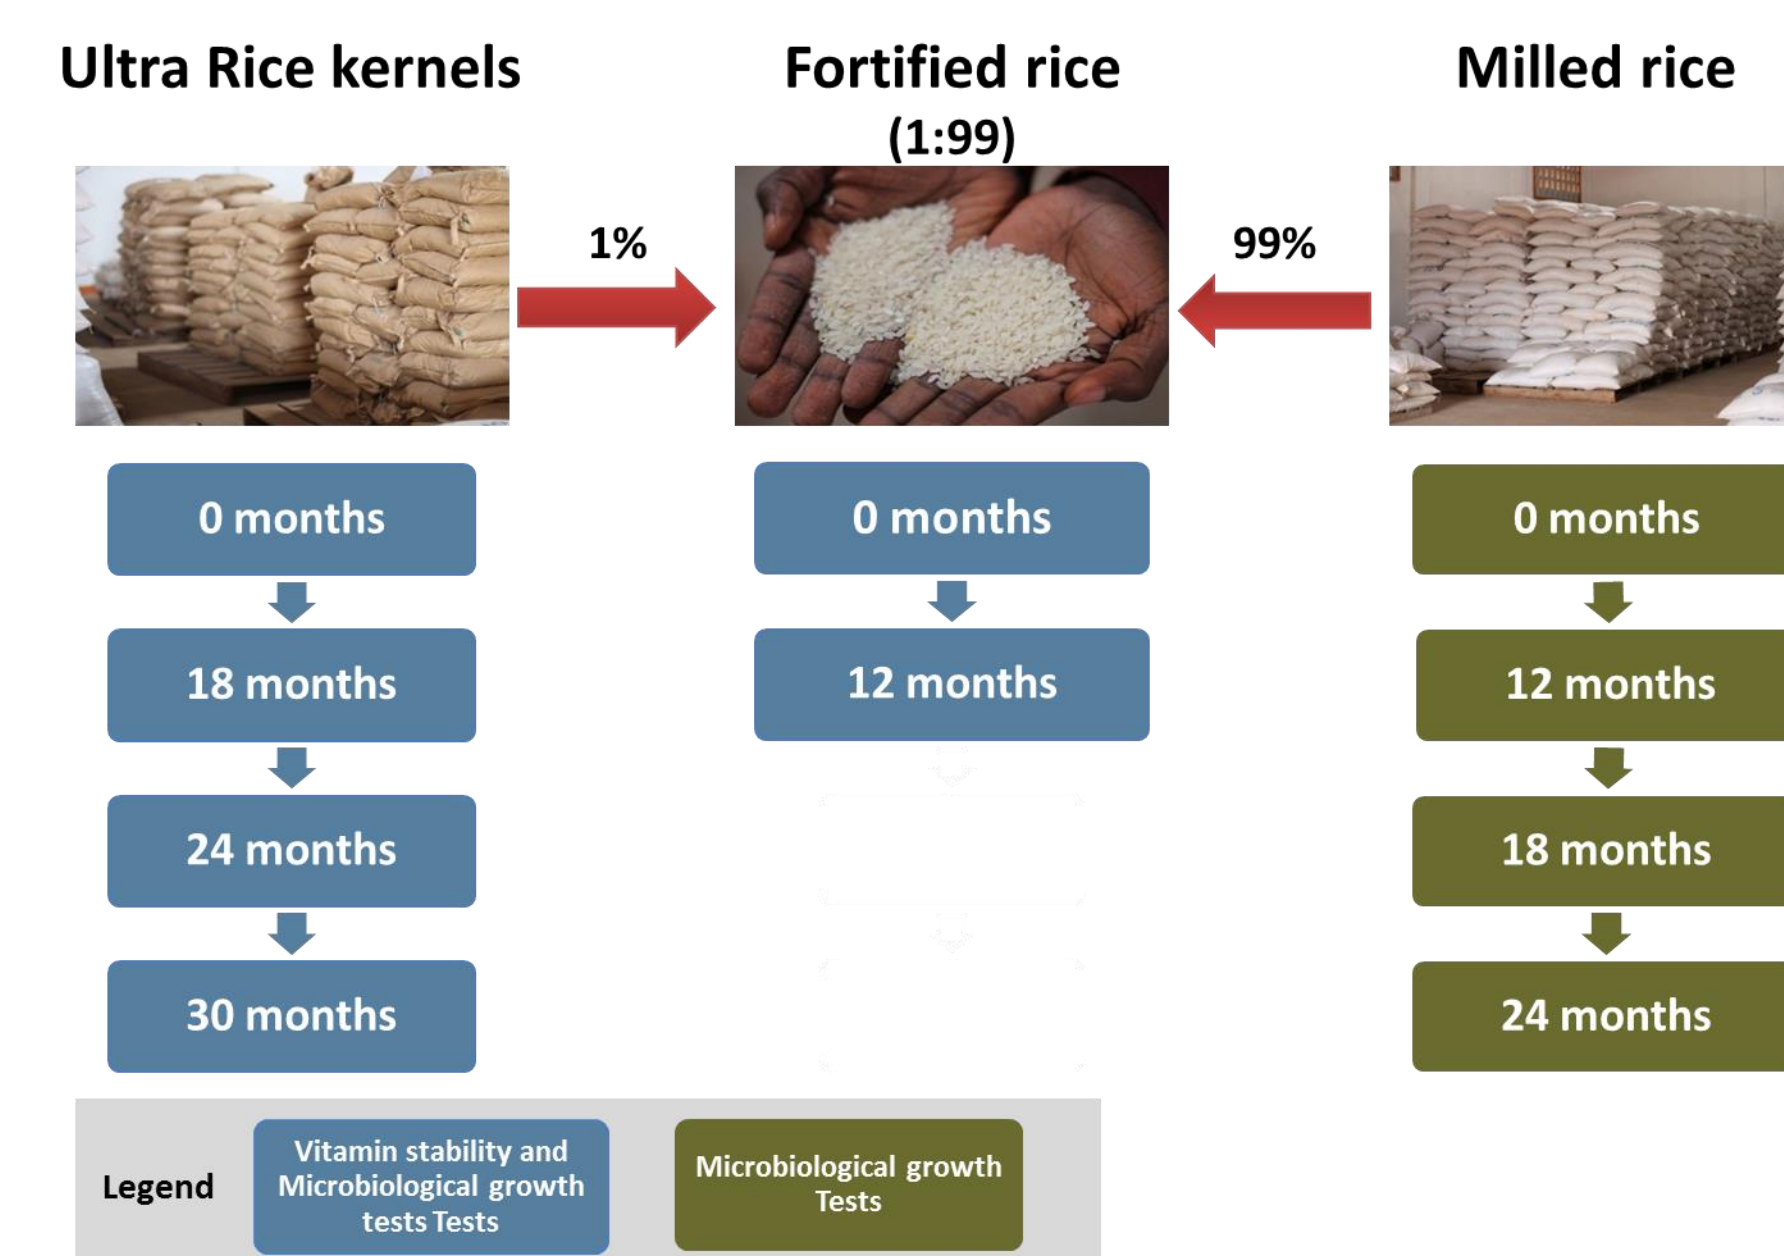 Ultra Rice kernels
Fortified rice
(1:99)
Milled rice
1%
99%
0 months
18 months
24 months
30 months
0 months
12 months
0 months
12 months
18 months
24 months
Legend
Vitamin stability and
Microbiological growth
tests Tests
Microbiological growth
Tests